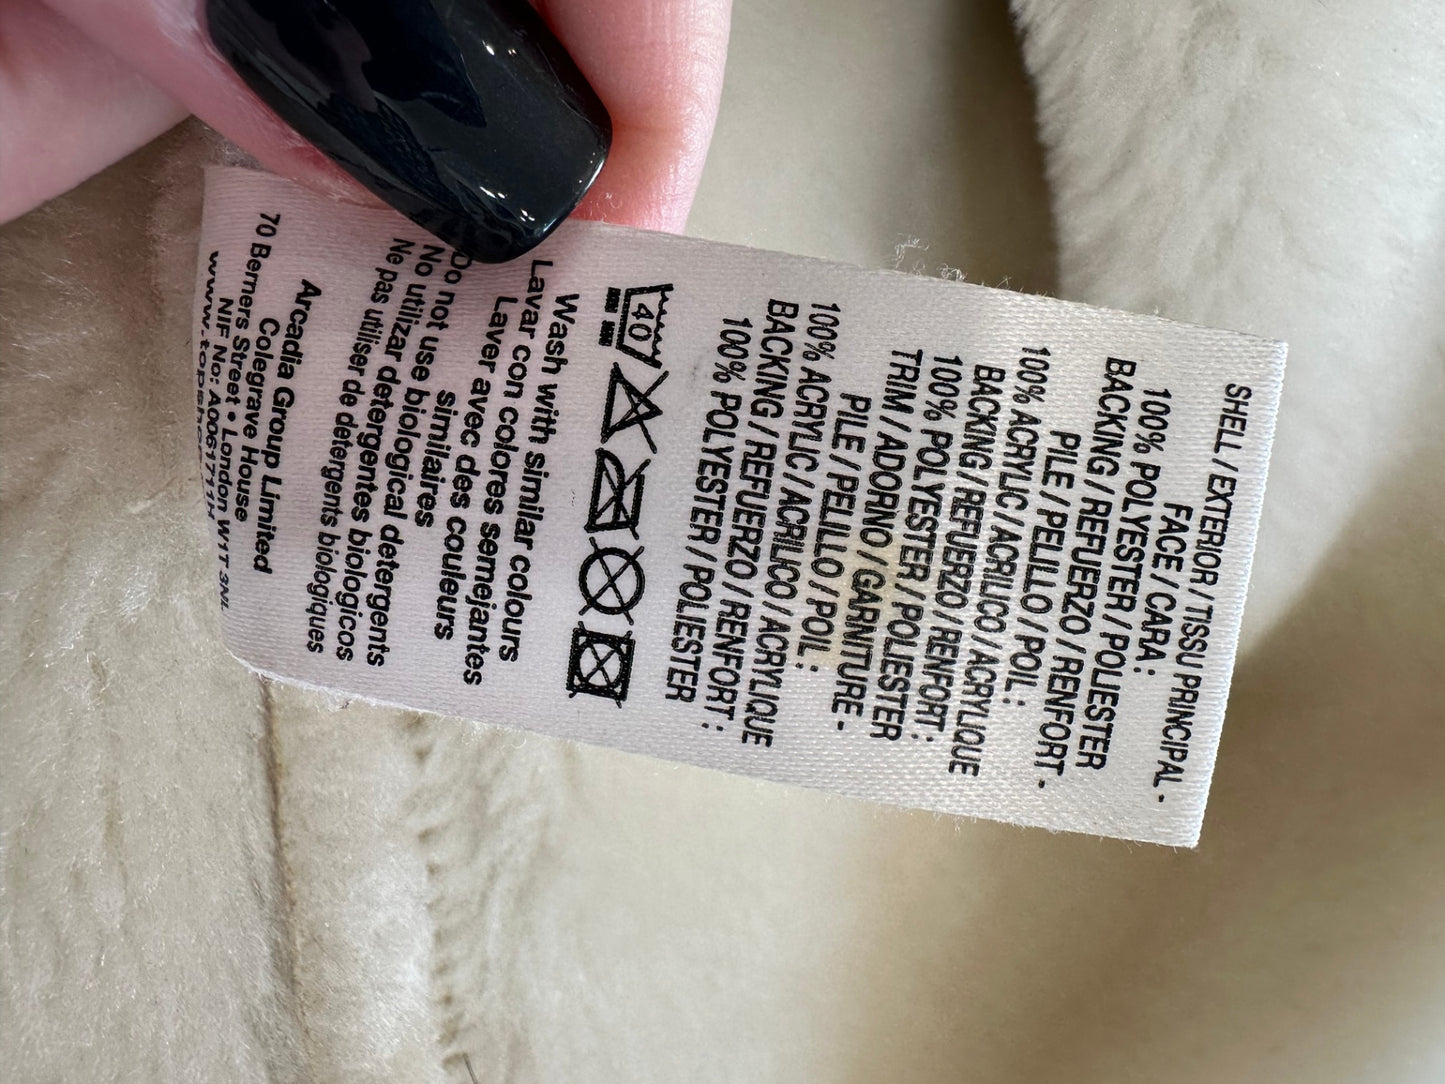 SHELL / EXTERIOR / TISSU PRINCIPAL -
FACE / CARA :
100% POLYESTER / POLIESTER
BACKING / REFUERZO / RENFORT -
PILE / PELILLO / POIL :
100% ACRYLIC / ACRILICO / ACRYLIQUE
BACKING / REFUERZO / RENFORT :
100% POLYESTER / POLIESTER
TRIM / ADORNO / GARNITURE -
PILE / PELILLO / POIL :
100% ACRYLIC / ACRILICO / ACRYLIQUE
BACKING / REFUERZO / RENFORT :
100% POLYESTER / POLIESTER
40
Wash with similar colours
Lavar con colores semejantes
Laver avec des couleurs
similaires
Do not use biological detergents
No utilizar detergentes biologicos
Ne pas utiliser de detergents biologiques
Arcadia Group Limited
Colegrave House
70 Berners Street • London W1T 3NL
NIF No: A0061711H